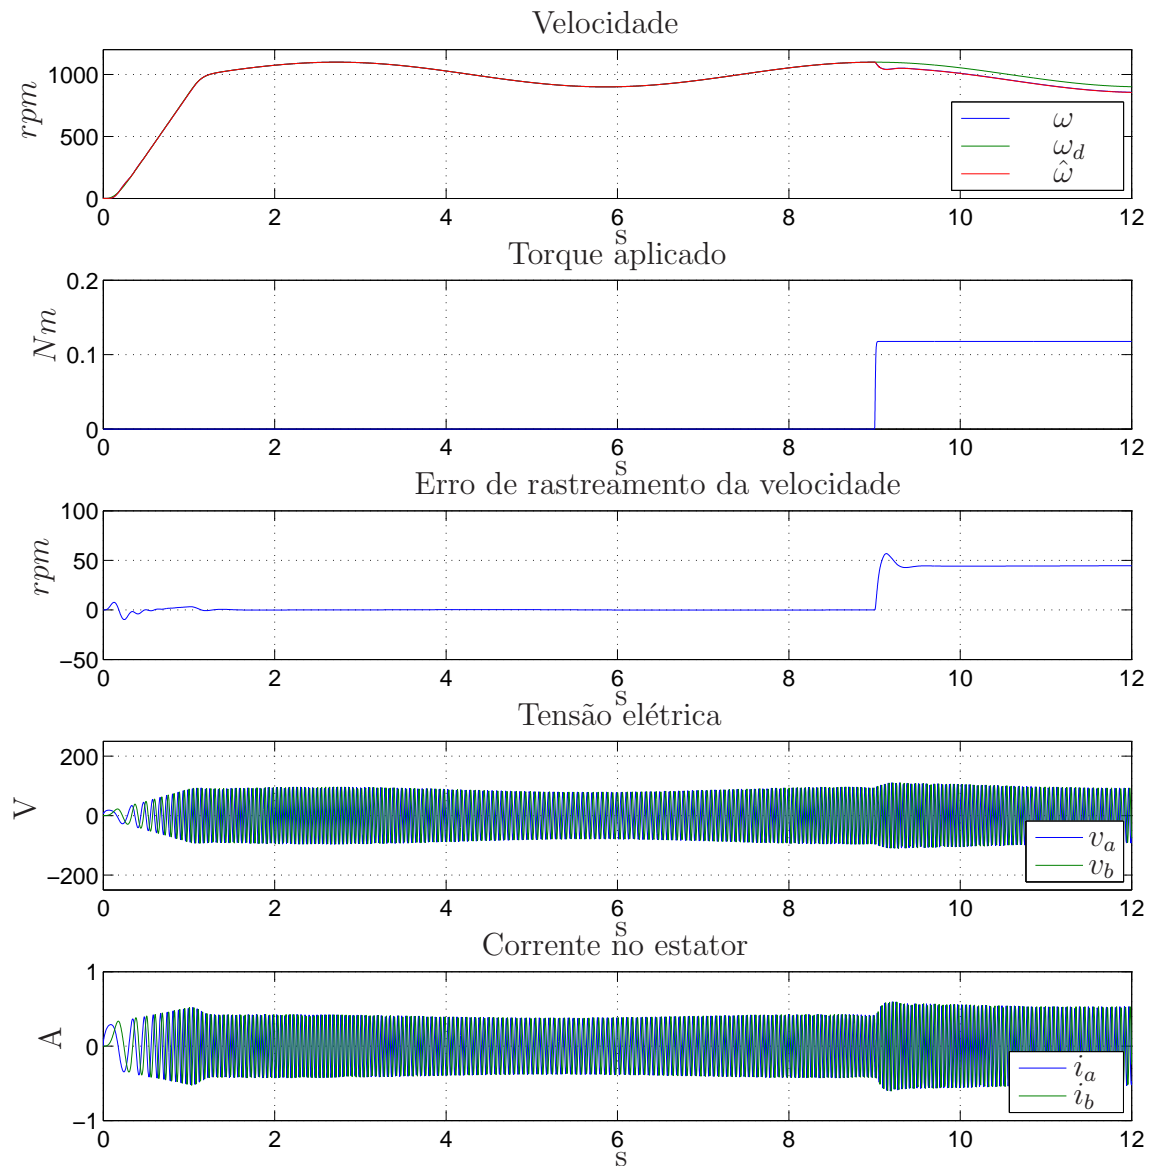 Velocidade
rpm
1000
500
0
ω
ω_d
ω̂
0 2 4 6 8 10 12
s
Torque aplicado
Nm
0.2
0.1
0
0 2 4 6 8 10 12
s
Erro de rastreamento da velocidade
rpm
100
50
0
−50
0 2 4 6 8 10 12
s
Tensão elétrica
V
200
0
−200
v_a
v_b
0 2 4 6 8 10 12
s
Corrente no estator
A
1
0
−1
i_a
i_b
0 2 4 6 8 10 12
s